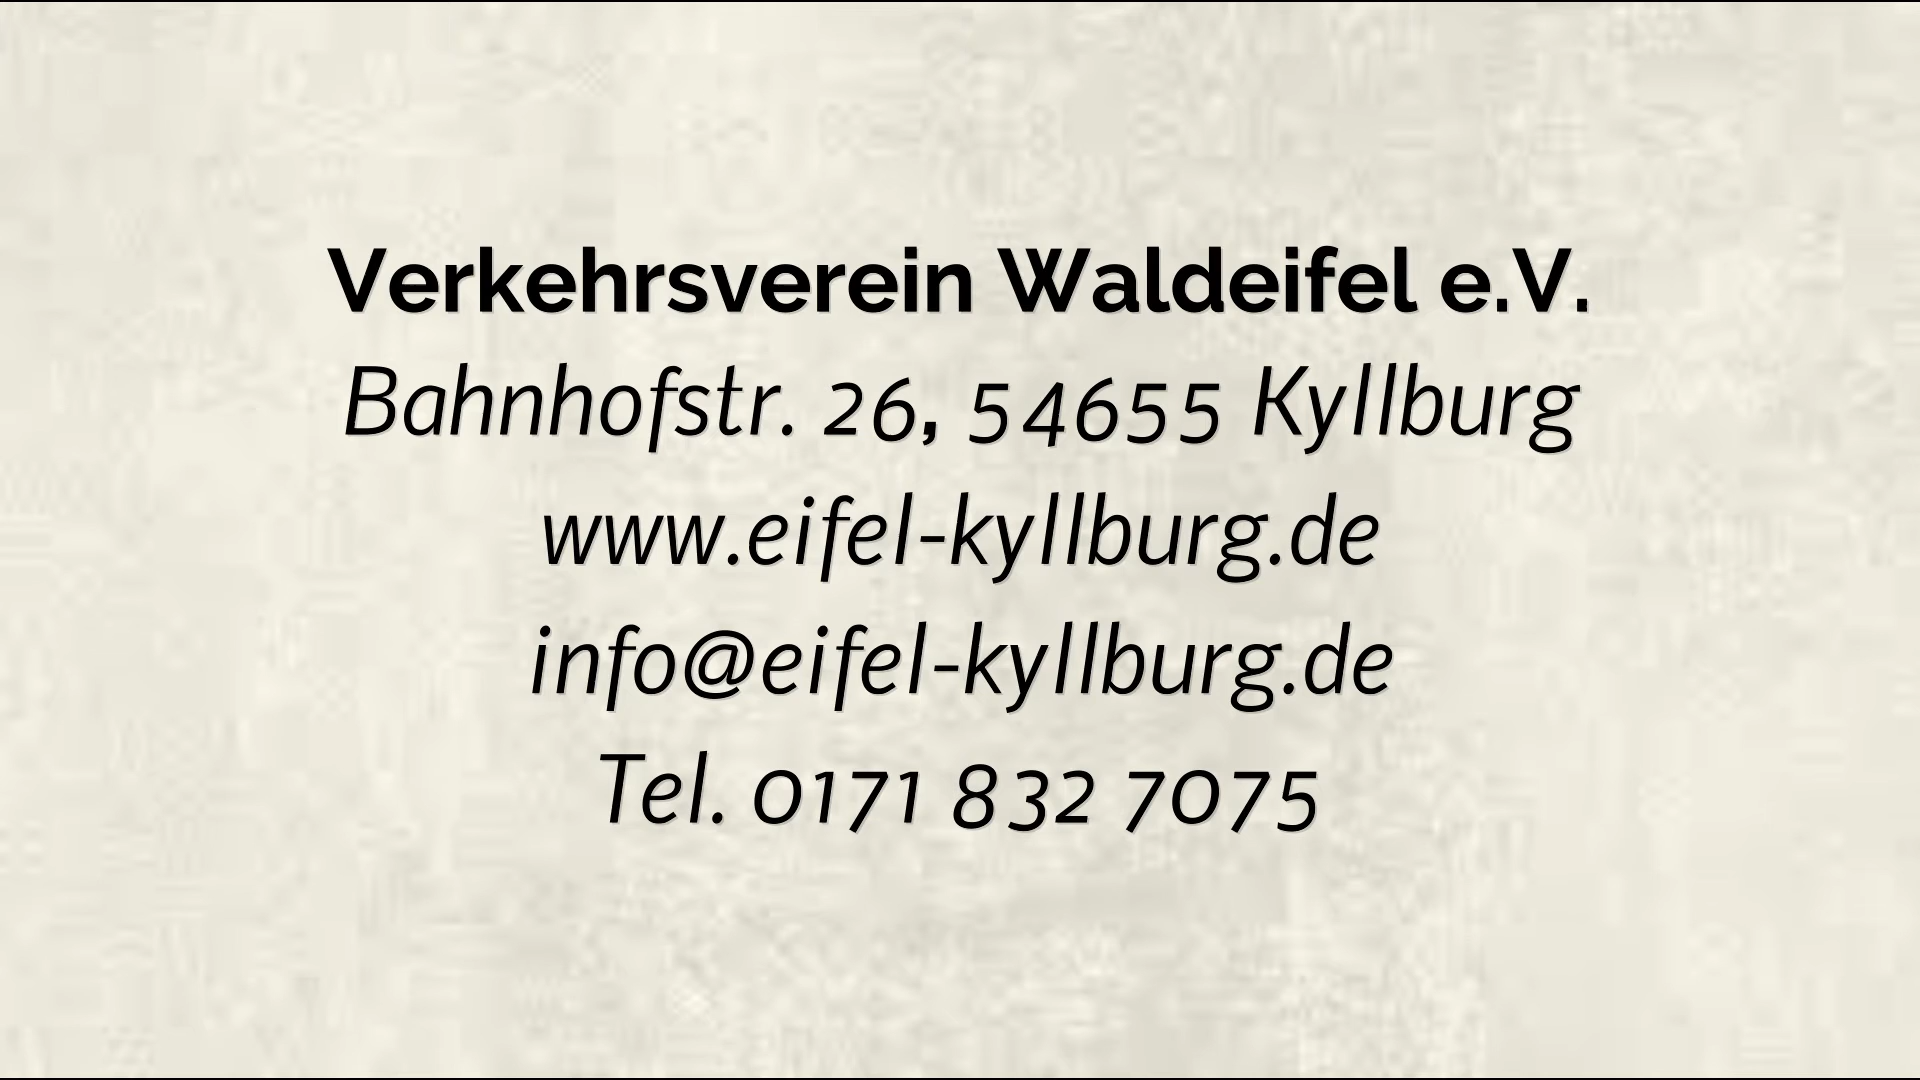 Verkehrsverein Waldeifel e.V.
Bahnhofstr. 26, 54655 Kyllburg
www.eifel-kyllburg.de
info@eifel-kyllburg.de
Tel. 0171 832 7075